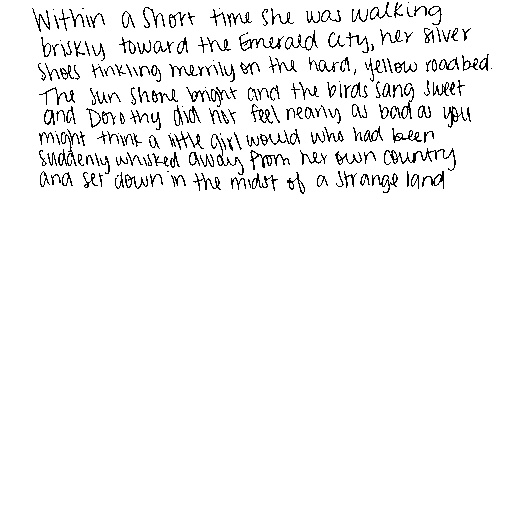 Within a short time she was walking
briskly toward the Emerald City, her silver
shoes tinkling merrily on the hard, yellow roadbed.
The sun shone bright and the birds sang sweet
and Dorothy did not feel nearly as bad as you
might think a little girl would who had been
suddenly whisked away from her own country
and set down in the midst of a strange land